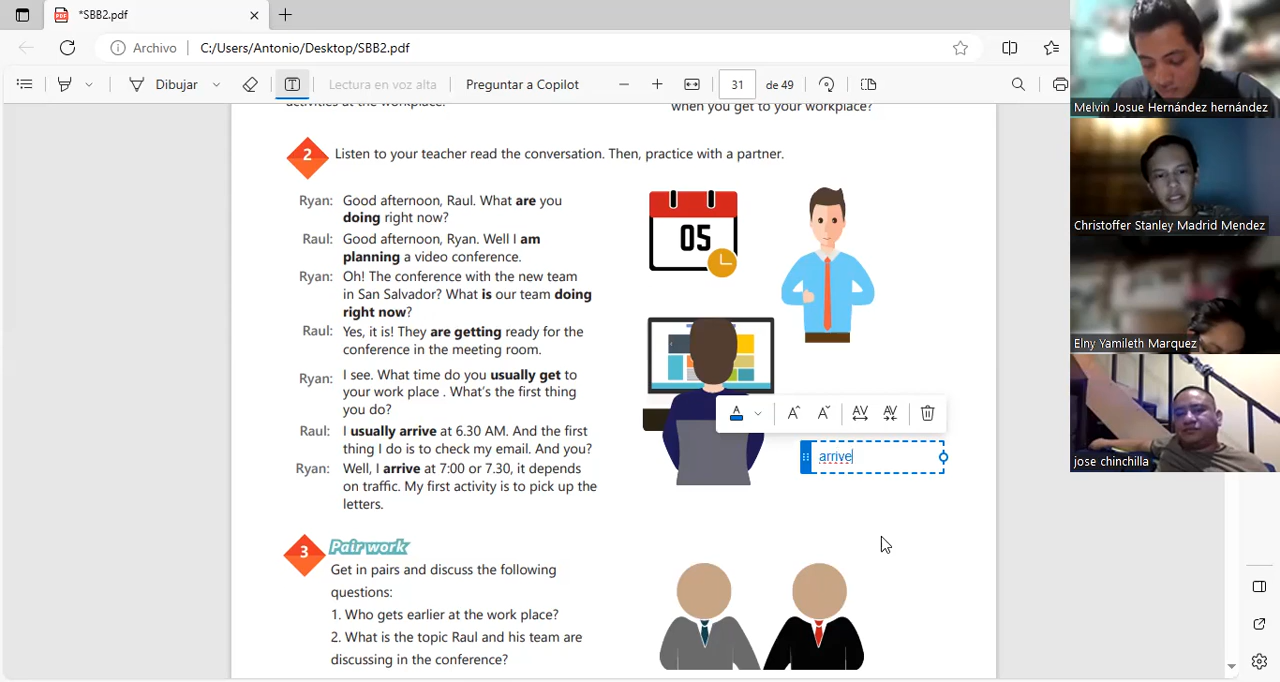 *SBB2.pdf
Archivo C:/Users/Antonio/Desktop/SBB2.pdf
Dibujar Lectura en voz alta Preguntar a Copilot 31 de 49
when you get to your workplace?
2 Listen to your teacher read the conversation. Then, practice with a partner.
Ryan: Good afternoon, Raul. What are you
doing right now?
Raul: Good afternoon, Ryan. Well I am
planning a video conference.
Ryan: Oh! The conference with the new team
in San Salvador? What is our team doing
right now?
Raul: Yes, it is! They are getting ready for the
conference in the meeting room.
Ryan: I see. What time do you usually get to
your work place . What's the first thing
you do?
Raul: I usually arrive at 6.30 AM. And the first
thing I do is to check my email. And you?
Ryan: Well, I arrive at 7:00 or 7.30, it depends
on traffic. My first activity is to pick up the
letters.
05
A A A AV AV
arrive
3 Pair work
Get in pairs and discuss the following
questions:
1. Who gets earlier at the work place?
2. What is the topic Raul and his team are
discussing in the conference?
Melvin Josue Hernández hernández
Christoffer Stanley Madrid Mendez
Elny Yamileth Marquez
jose chinchilla